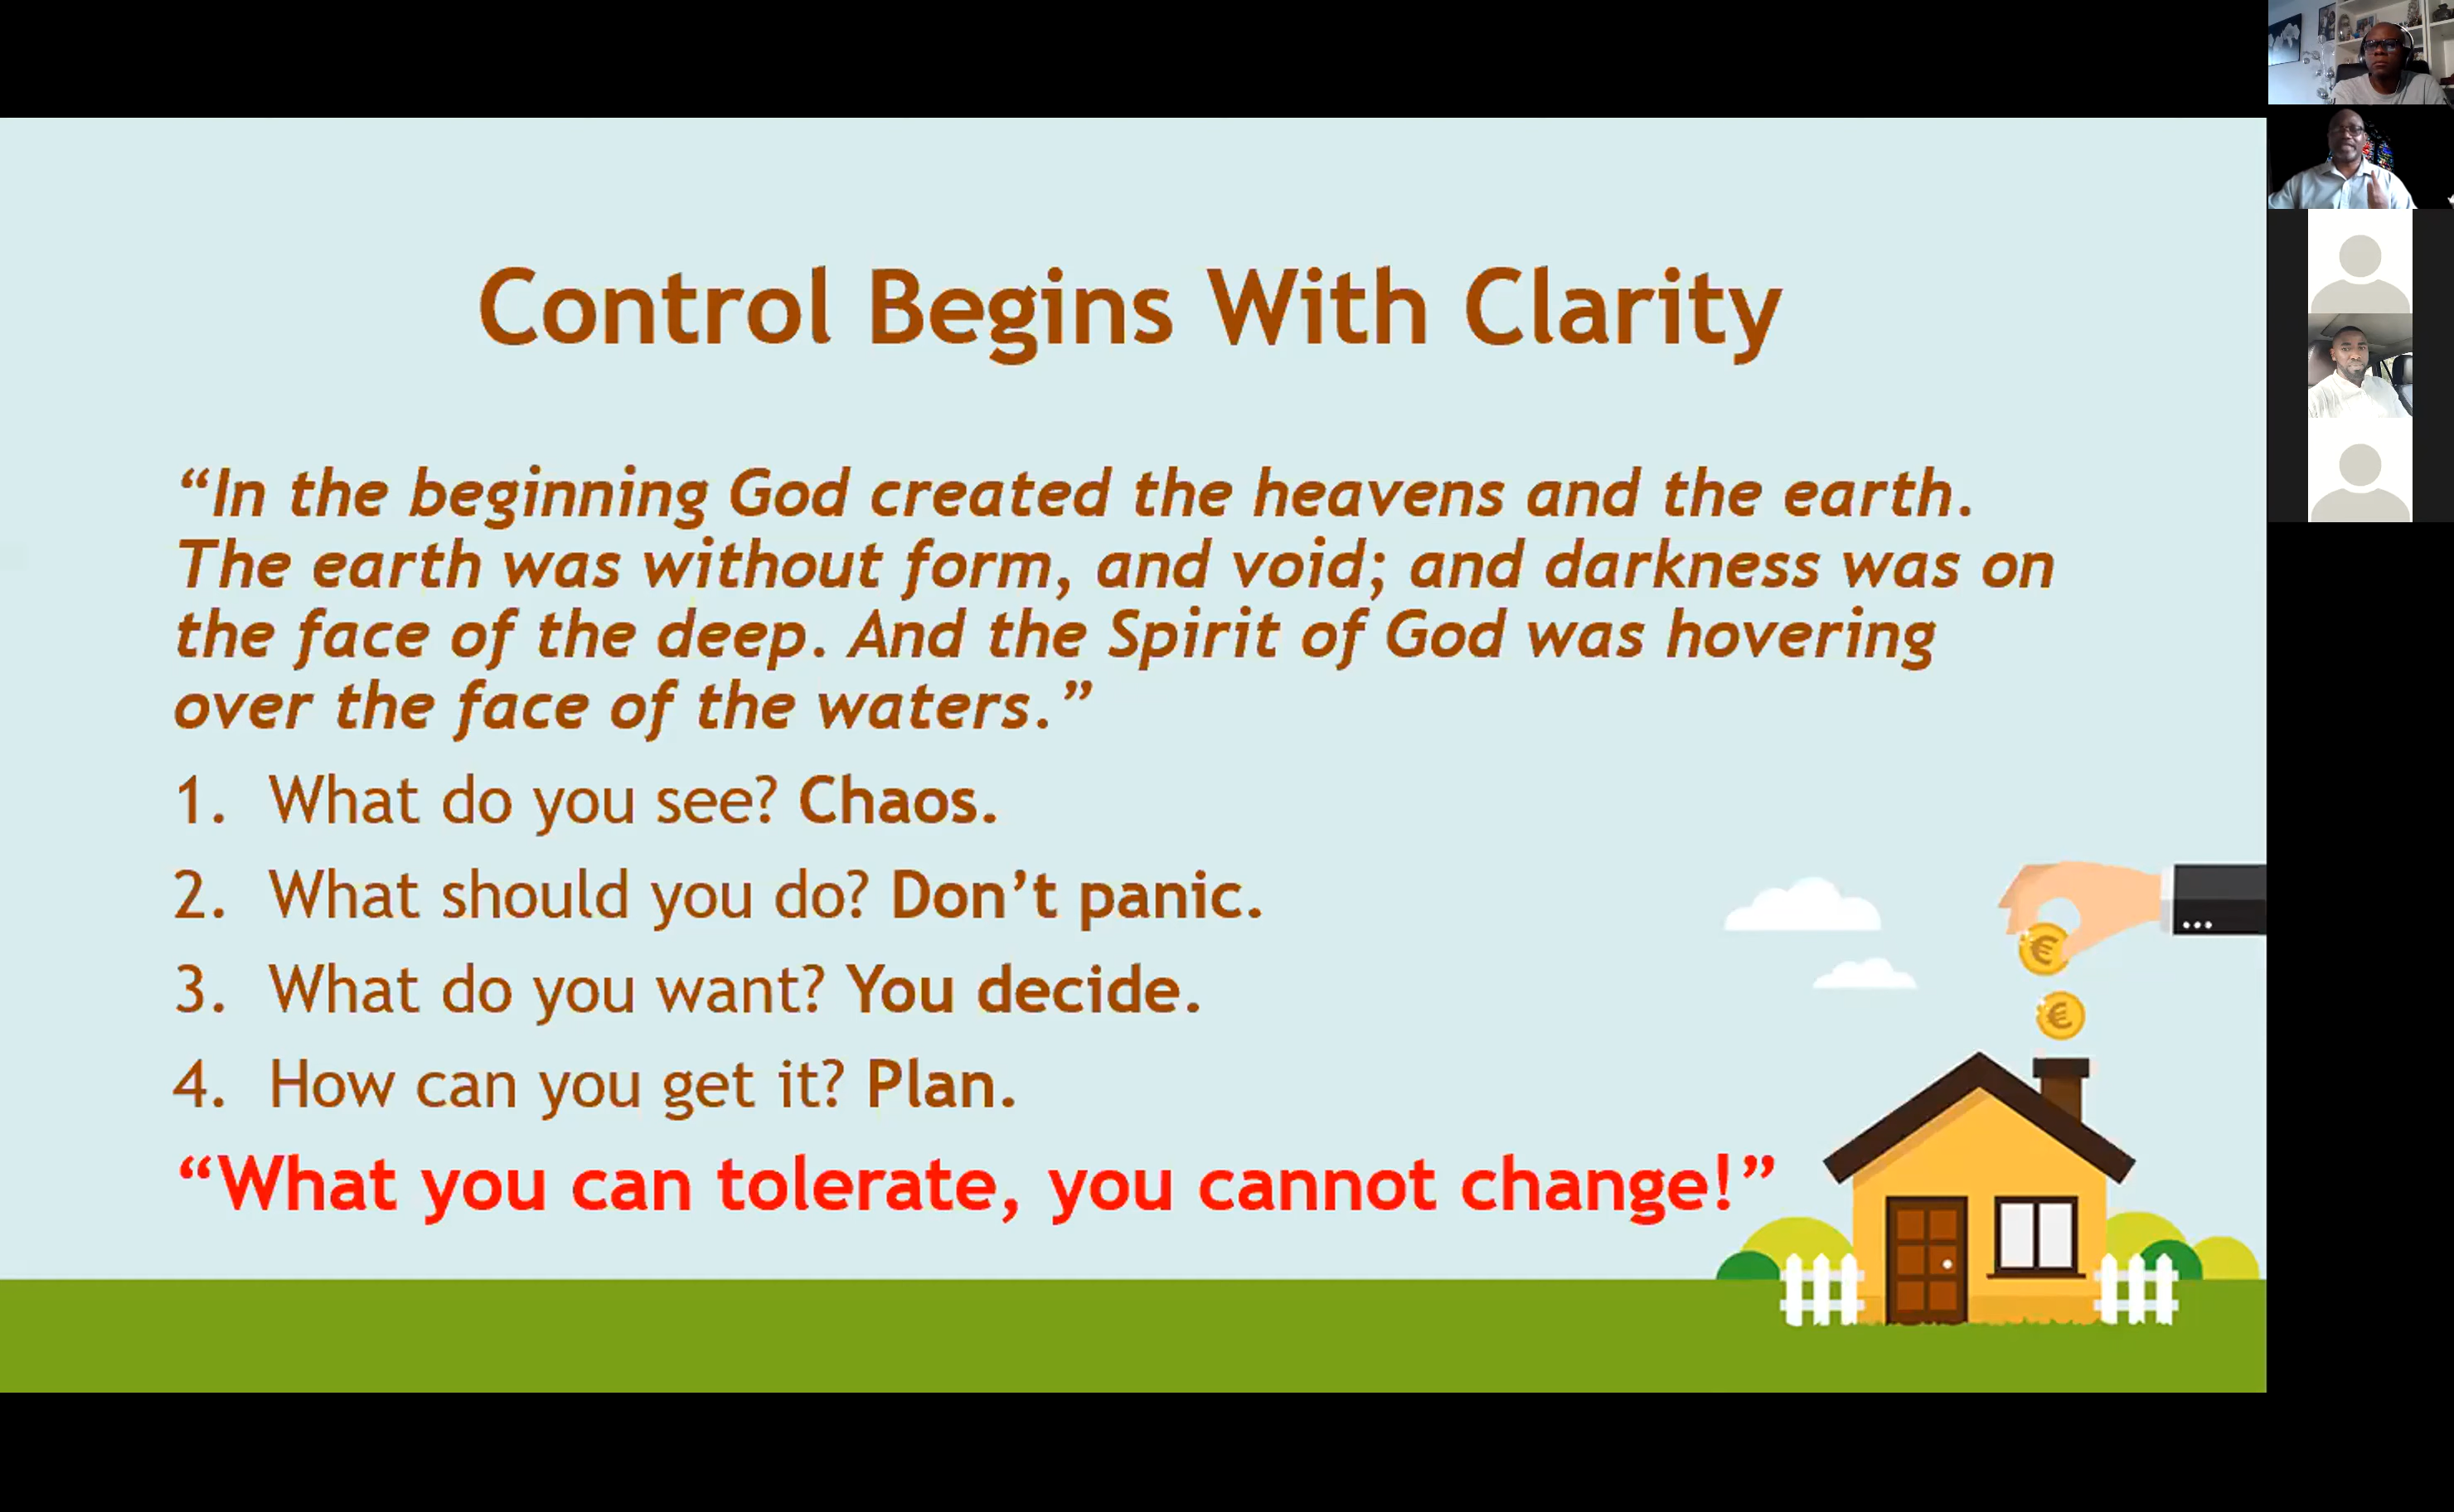 Control Begins With Clarity
“In the beginning God created the heavens and the earth.
The earth was without form, and void; and darkness was on
the face of the deep. And the Spirit of God was hovering
over the face of the waters.”
1. What do you see? Chaos.
2. What should you do? Don’t panic.
3. What do you want? You decide.
4. How can you get it? Plan.
“What you can tolerate, you cannot change!”
€
€